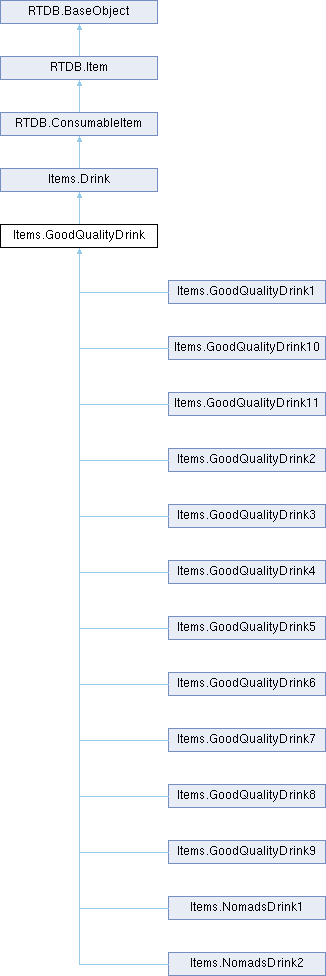 RTDB.BaseObject
RTDB.Item
RTDB.ConsumableItem
Items.Drink
Items.GoodQualityDrink
Items.GoodQualityDrink1
Items.GoodQualityDrink10
Items.GoodQualityDrink11
Items.GoodQualityDrink2
Items.GoodQualityDrink3
Items.GoodQualityDrink4
Items.GoodQualityDrink5
Items.GoodQualityDrink6
Items.GoodQualityDrink7
Items.GoodQualityDrink8
Items.GoodQualityDrink9
Items.NomadsDrink1
Items.NomadsDrink2